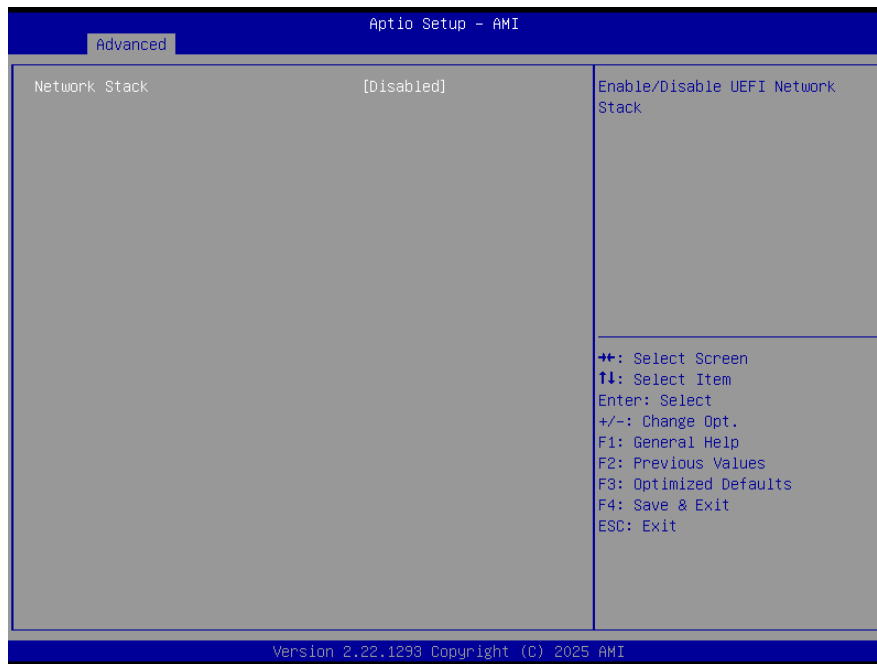 Aptio Setup – AMI
Advanced
Network Stack [Disabled]
Enable/Disable UEFI Network
Stack
→←: Select Screen
↑↓: Select Item
Enter: Select
+/-: Change Opt.
F1: General Help
F2: Previous Values
F3: Optimized Defaults
F4: Save & Exit
ESC: Exit
Version 2.22.1293 Copyright (C) 2025 AMI